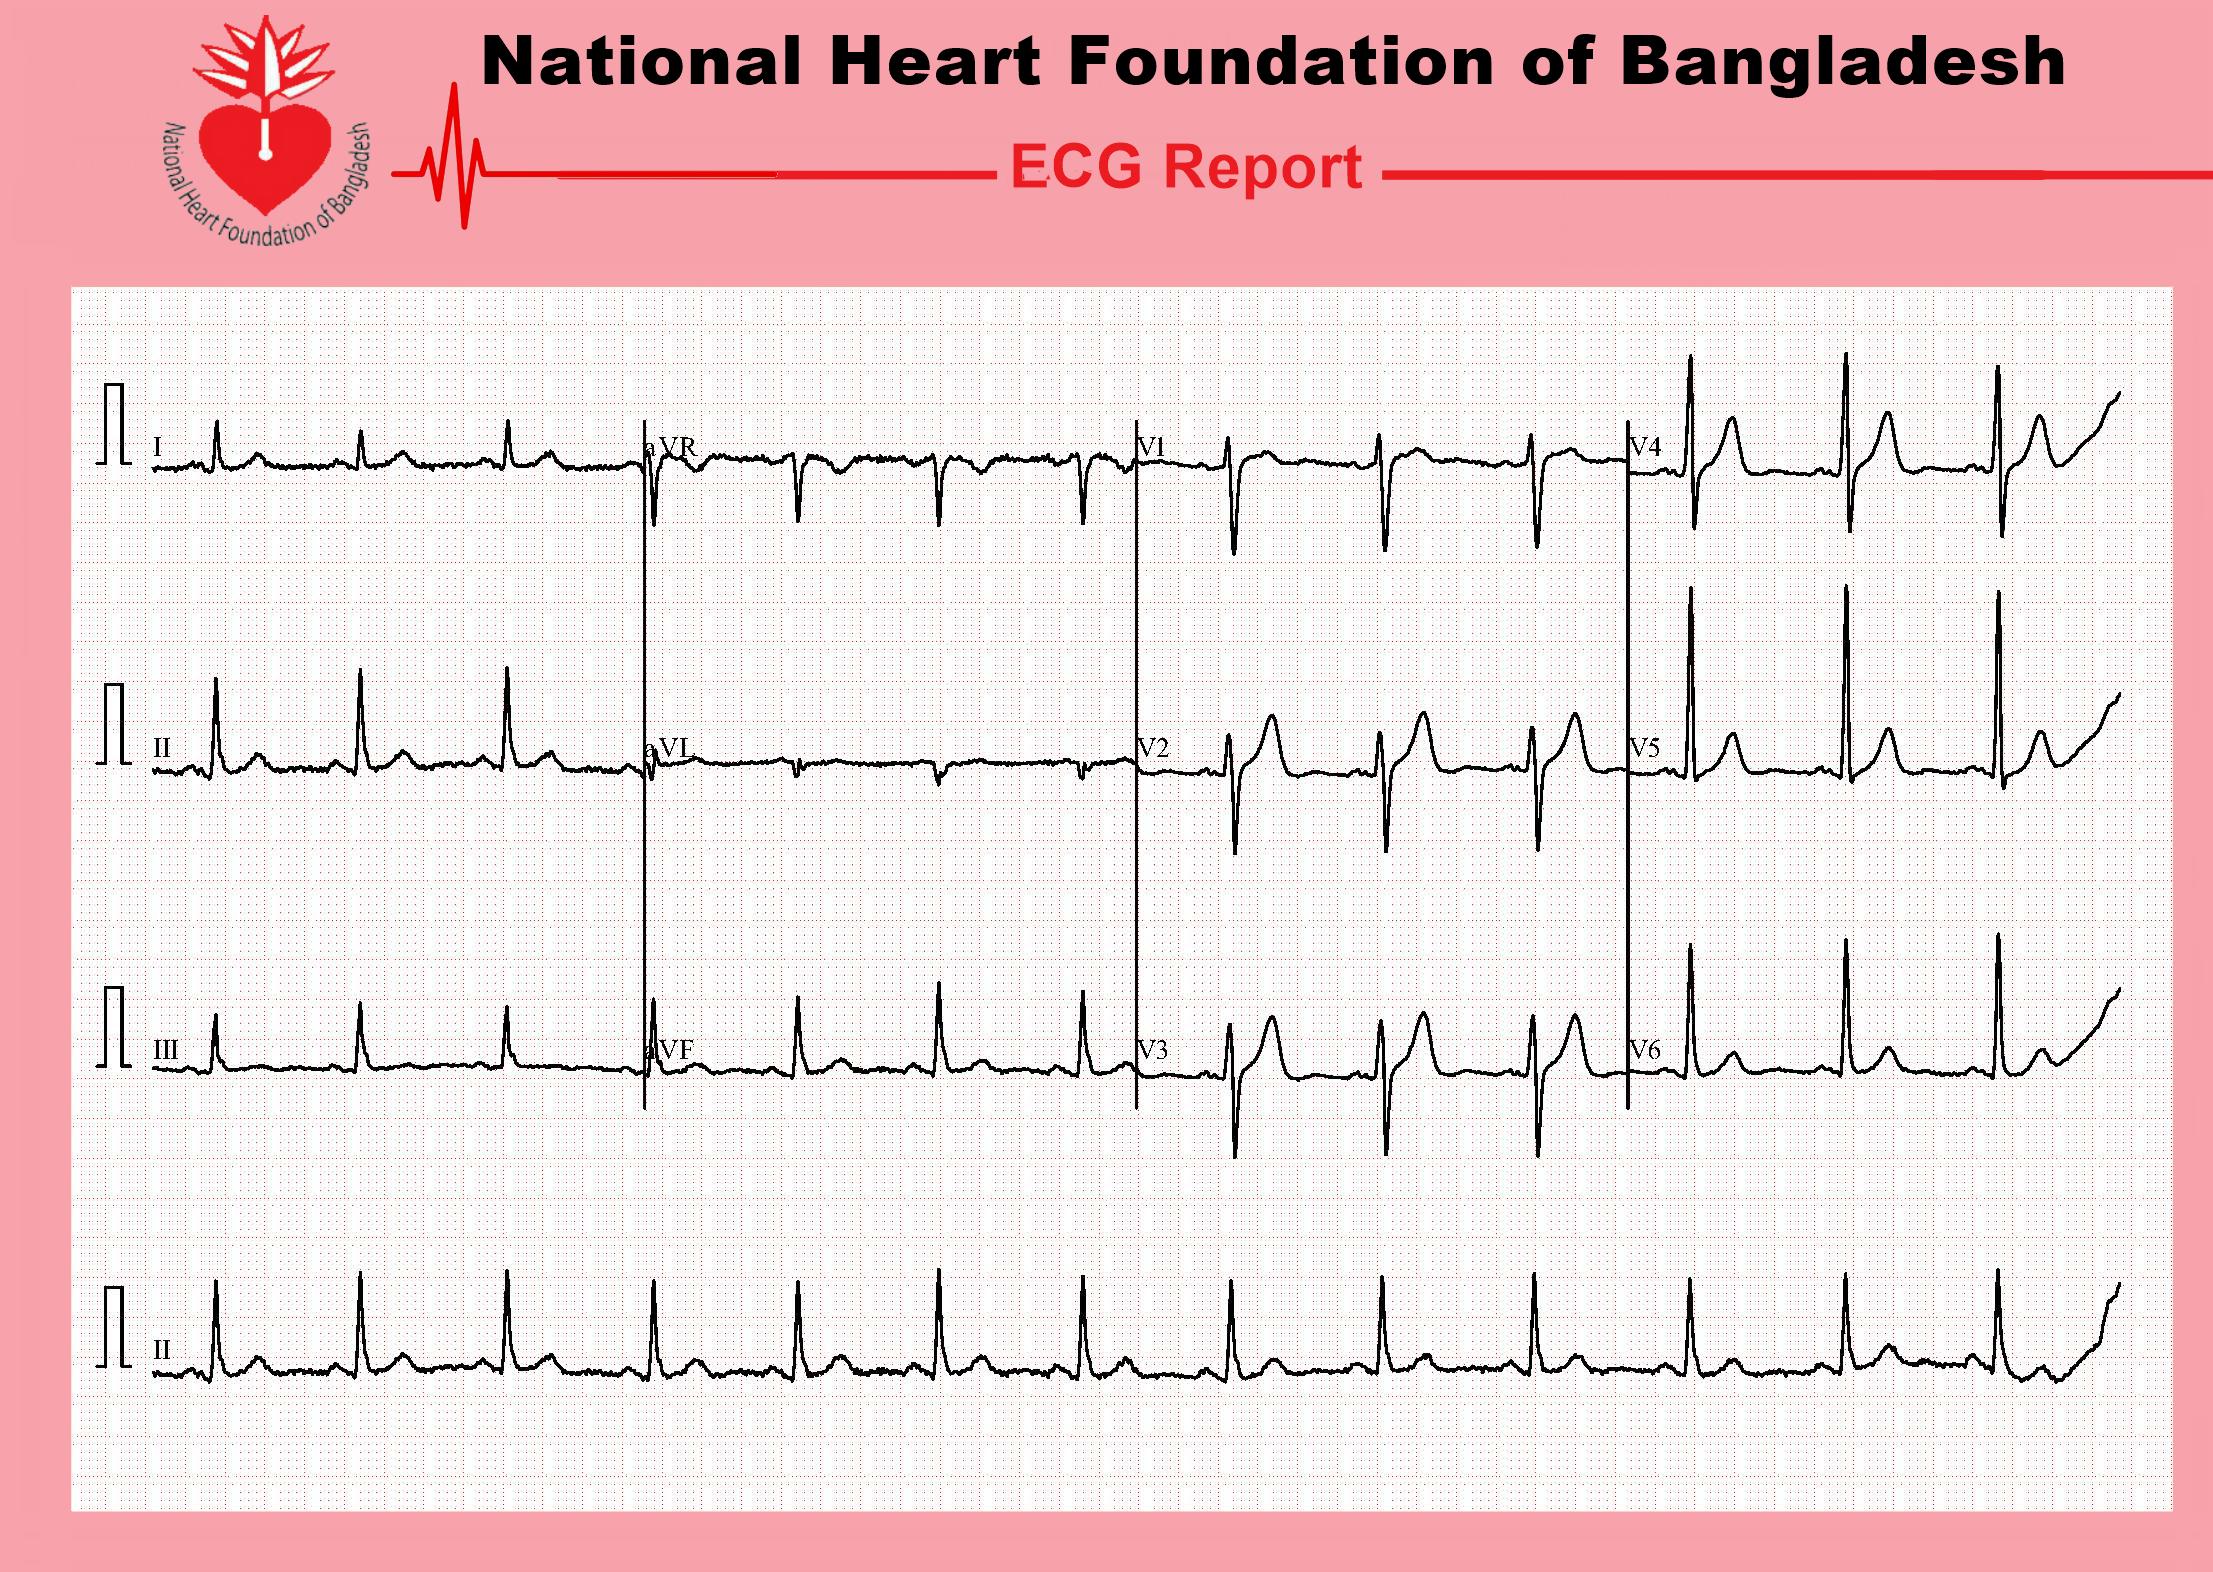 National Heart Foundation of Bangladesh
National Heart Foundation of Bangladesh
ECG Report
I aVR V1 V4
II aVL V2 V5
III aVF V3 V6
II